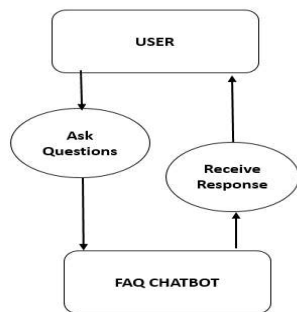 USER
Ask
Questions
Receive
Response
FAQ CHATBOT